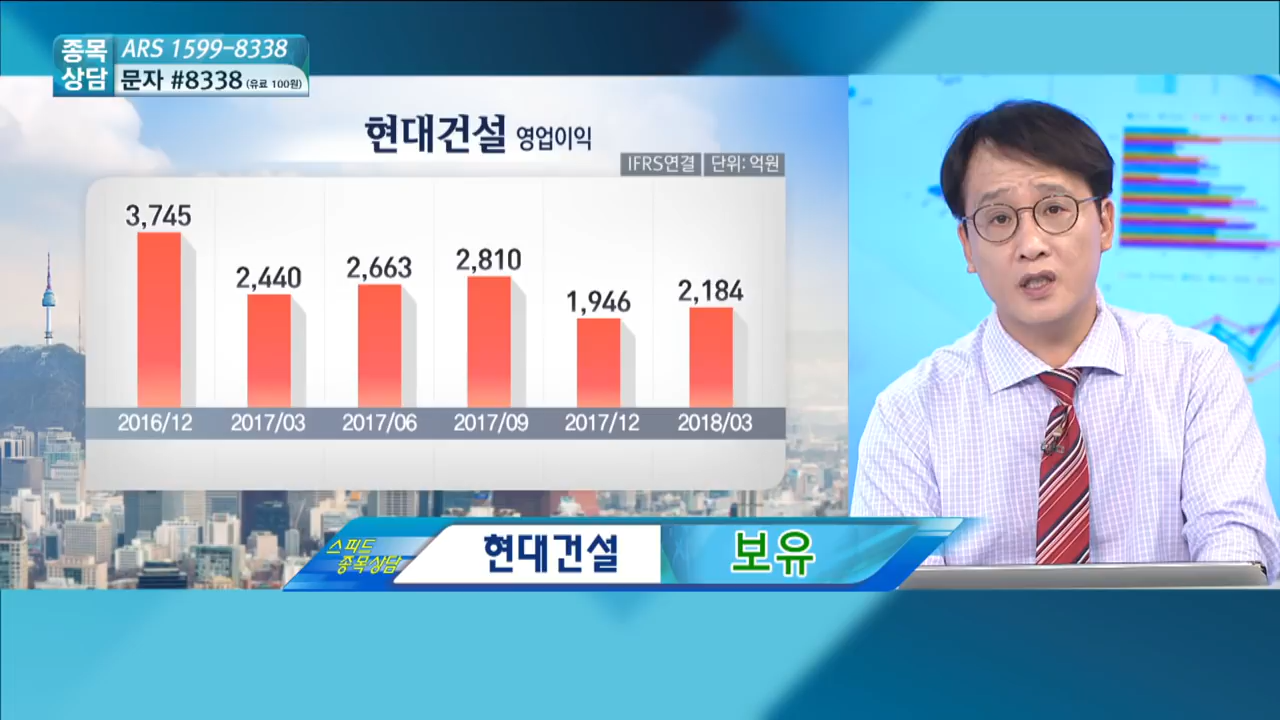 종목
상담
ARS 1599-8338
문자 #8338 (유료 100원)
현대건설 영업이익
IFRS연결 단위: 억원
3,745
2,440
2,663
2,810
1,946
2,184
2016/12
2017/03
2017/06
2017/09
2017/12
2018/03
스피드
종목상담
현대건설
보유